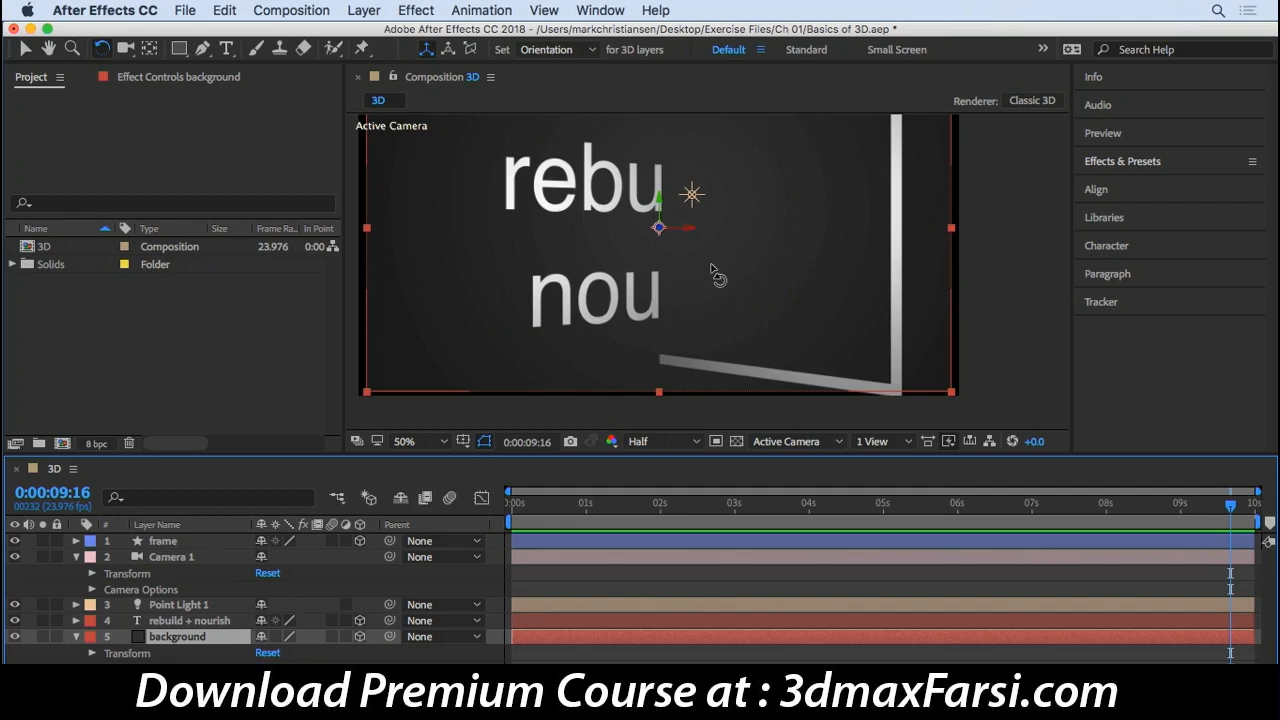 After Effects CC File Edit Composition Layer Effect Animation View Window Help
Adobe After Effects CC 2018 - /Users/markchristiansen/Desktop/Exercise Files/Ch 01/Basics of 3D.aep *
T Set Orientation for 3D layers Default Standard Small Screen Search Help
Project Effect Controls background Composition 3D Info
3D Renderer: Classic 3D Audio
Active Camera Preview
Effects & Presets
Align
Libraries
Character
Paragraph
Tracker
rebu
nou
Name Type Size Frame Ra... In Point
3D Composition 23.976 0:00
Solids Folder
8 bpc 50% 0:00:09:16 Half Active Camera 1 View +0.0
3D
0:00:09:16
00232 (23.976 fps)
:00s 01s 02s 03s 04s 05s 06s 07s 08s 09s 10s
# Layer Name fx Parent
1 frame None
2 Camera 1 None
Transform Reset
Camera Options
3 Point Light 1 None
4 T rebuild + nourish None
5 background None
Transform Reset
Download Premium Course at : 3dmaxFarsi.com